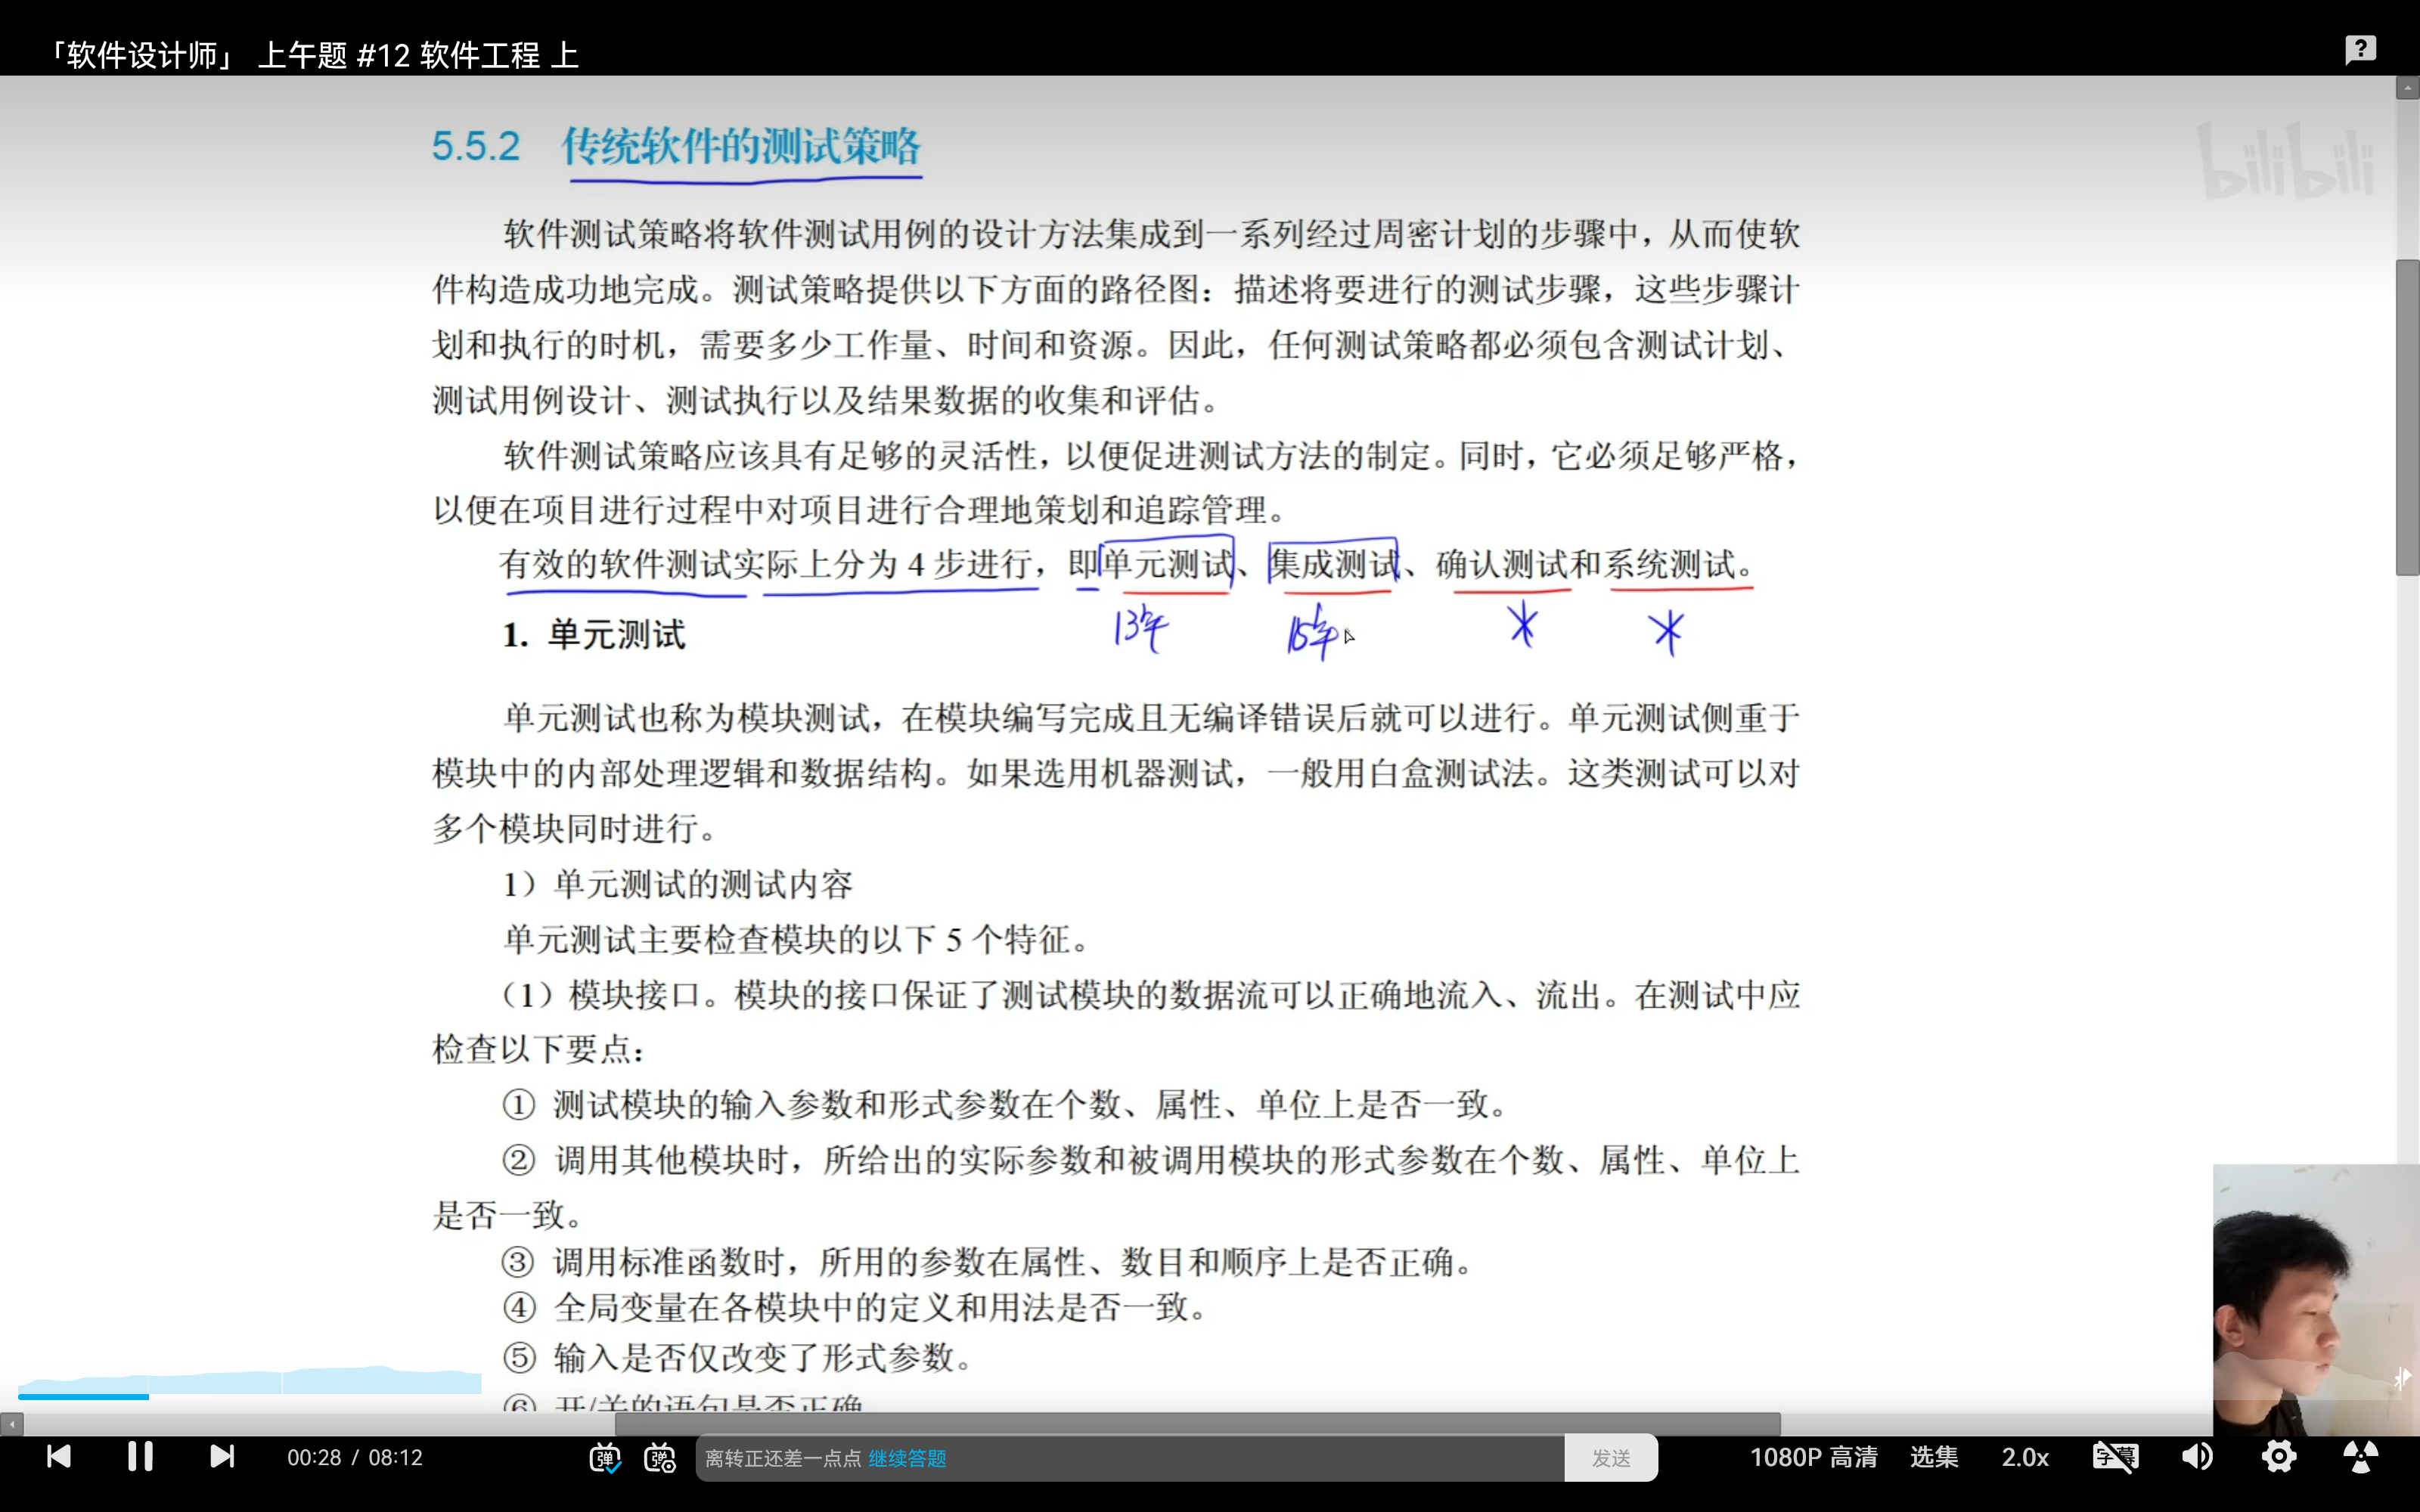 「软件设计师」 上午题 #12 软件工程 上
bilibili
5.5.2 传统软件的测试策略
软件测试策略将软件测试用例的设计方法集成到一系列经过周密计划的步骤中，从而使软
件构造成功地完成。测试策略提供以下方面的路径图：描述将要进行的测试步骤，这些步骤计
划和执行的时机，需要多少工作量、时间和资源。因此，任何测试策略都必须包含测试计划、
测试用例设计、测试执行以及结果数据的收集和评估。
软件测试策略应该具有足够的灵活性，以便促进测试方法的制定。同时，它必须足够严格，
以便在项目进行过程中对项目进行合理地策划和追踪管理。
有效的软件测试实际上分为 4 步进行，即单元测试、集成测试、确认测试和系统测试。
13年 15年
1. 单元测试
单元测试也称为模块测试，在模块编写完成且无编译错误后就可以进行。单元测试侧重于
模块中的内部处理逻辑和数据结构。如果选用机器测试，一般用白盒测试法。这类测试可以对
多个模块同时进行。
1）单元测试的测试内容
单元测试主要检查模块的以下 5 个特征。
（1）模块接口。模块的接口保证了测试模块的数据流可以正确地流入、流出。在测试中应
检查以下要点：
① 测试模块的输入参数和形式参数在个数、属性、单位上是否一致。
② 调用其他模块时，所给出的实际参数和被调用模块的形式参数在个数、属性、单位上
是否一致。
③ 调用标准函数时，所用的参数在属性、数目和顺序上是否正确。
④ 全局变量在各模块中的定义和用法是否一致。
⑤ 输入是否仅改变了形式参数。
⑥ 开/关的语句是否正确
00:28 / 08:12 弹 弹 离转正还差一点点 继续答题 发送 1080P 高清 选集 2.0x 字幕